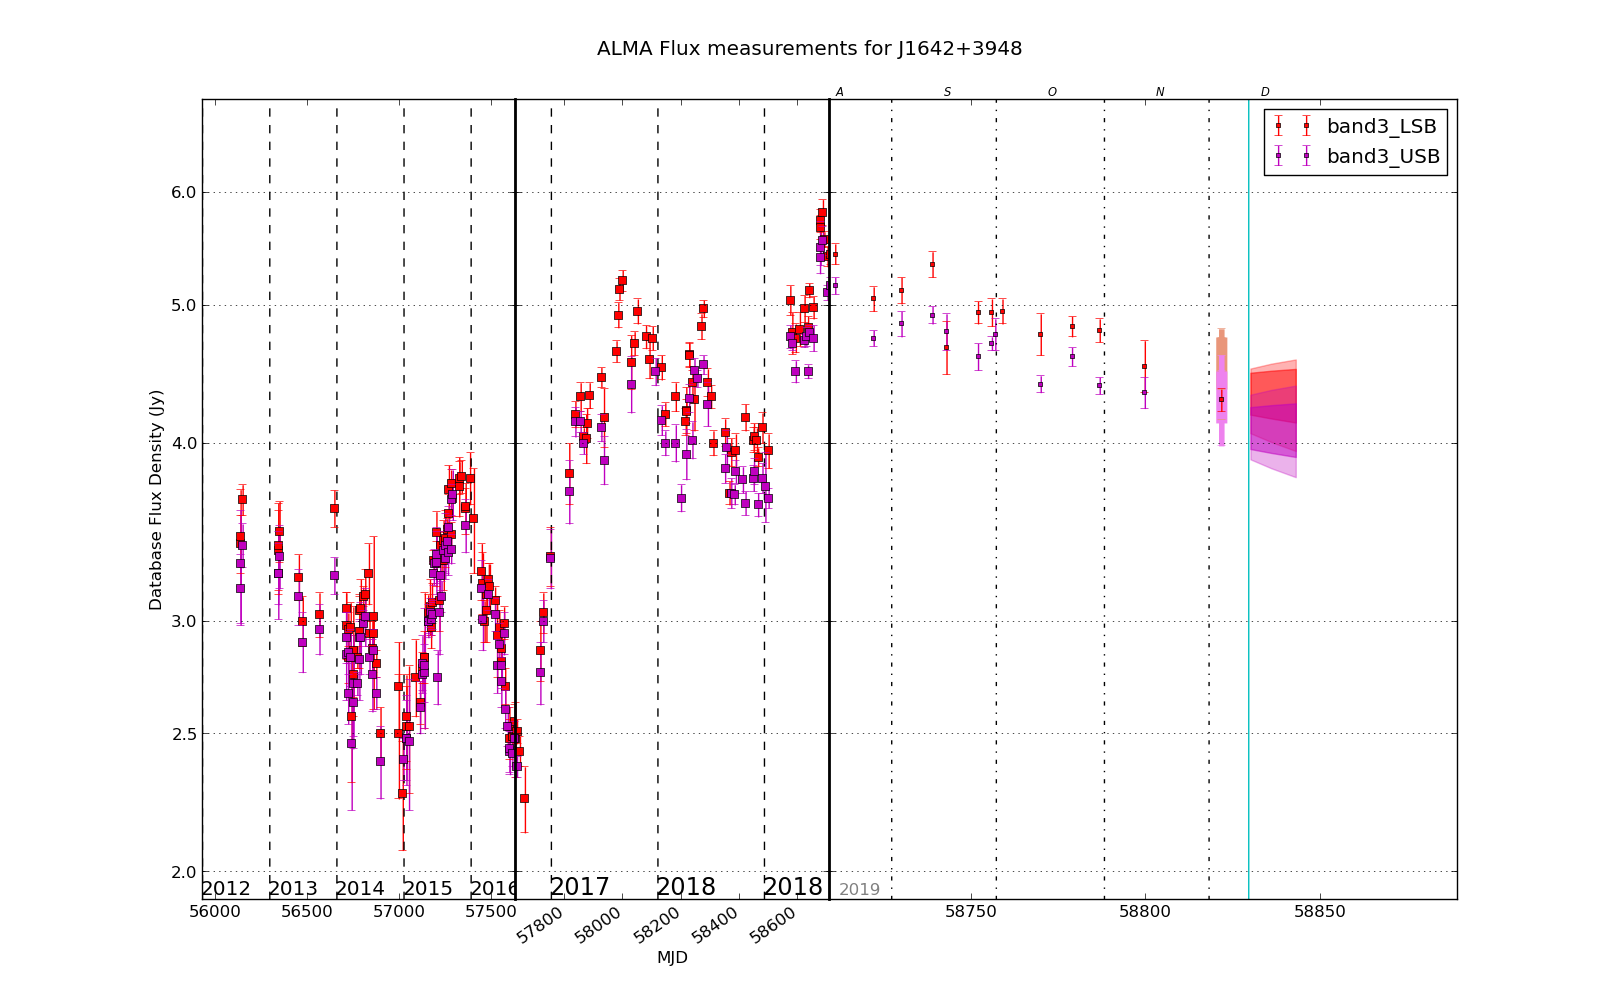 ALMA Flux measurements for J1642+3948
A S O N D
band3_LSB
band3_USB
6.0
5.0
4.0
3.0
2.5
2.0
Database Flux Density (Jy)
2012 2013 2014 2015 2016 2017 2018 2018 2019
56000 56500 57000 57500 57800 58000 58200 58400 58600 58750 58800 58850
MJD